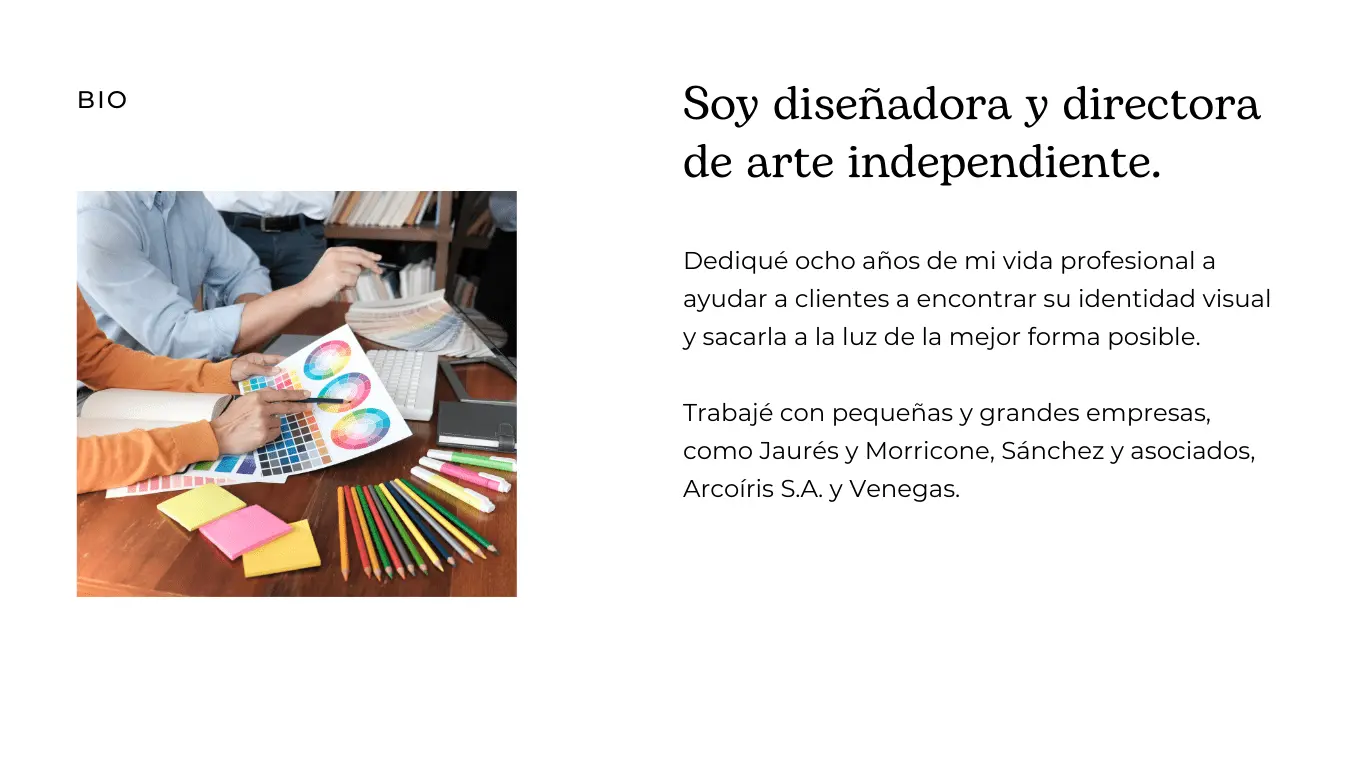 BIO
Soy diseñadora y directora
de arte independiente.
Dediqué ocho años de mi vida profesional a
ayudar a clientes a encontrar su identidad visual
y sacarla a la luz de la mejor forma posible.
Trabajé con pequeñas y grandes empresas,
como Jaurés y Morricone, Sánchez y asociados,
Arcoíris S.A. y Venegas.